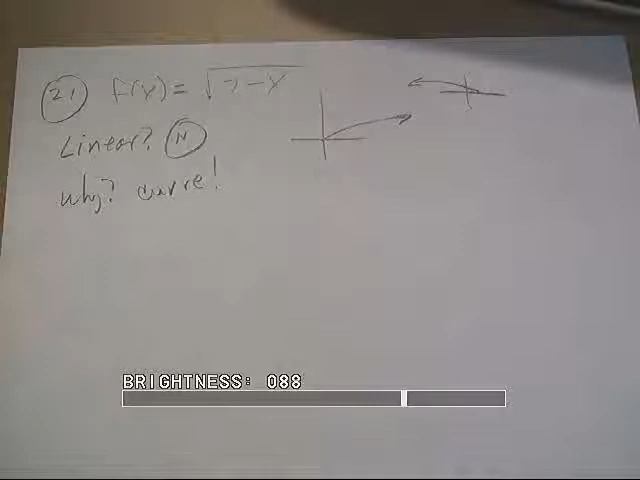 21 f(x) = √7-x
Linear? N
why? curve!
BRIGHTNESS: 088